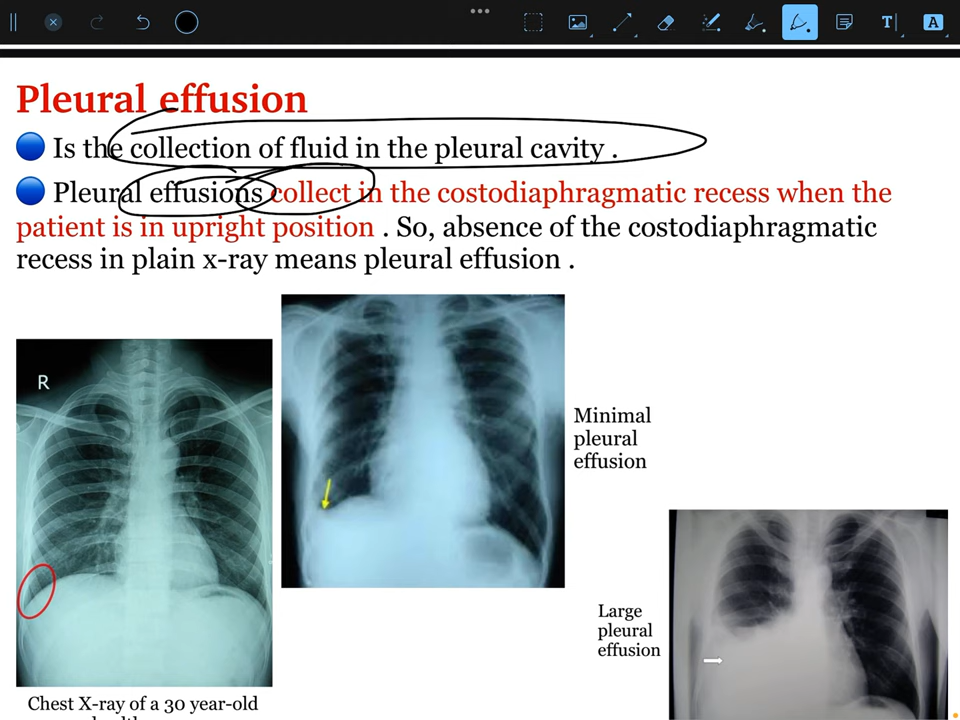 Pleural effusion
Is the collection of fluid in the pleural cavity .
Pleural effusions collect in the costodiaphragmatic recess when the
patient is in upright position . So, absence of the costodiaphragmatic
recess in plain x-ray means pleural effusion .
R
Minimal
pleural
effusion
Large
pleural
effusion
Chest X-ray of a 30 year-old
T
A